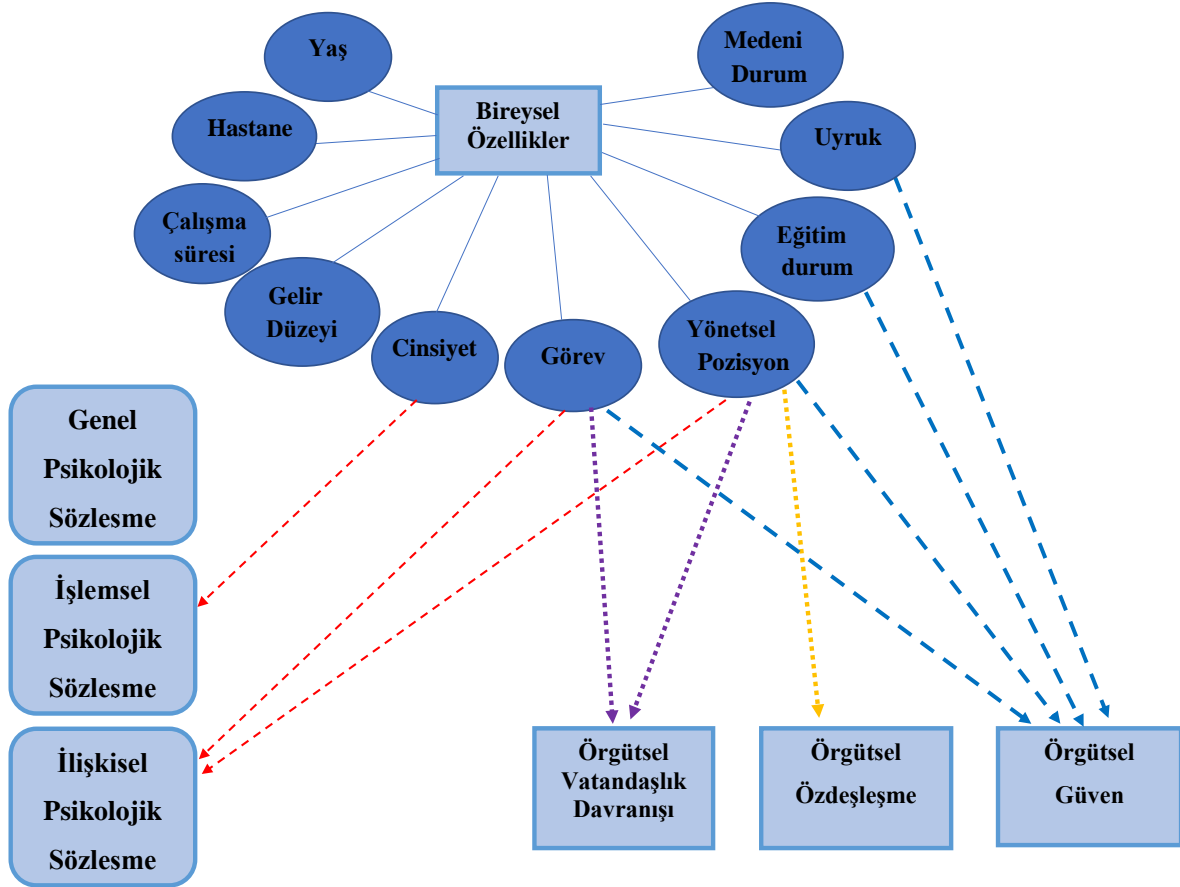 Yaş
Medeni
Durum
Bireysel
Özellikler
Hastane
Uyruk
Çalışma
süresi
Eğitim
durum
Gelir
Düzeyi
Cinsiyet
Görev
Yönetsel
Pozisyon
Genel
Psikolojik
Sözlesme
İşlemsel
Psikolojik
Sözlesme
İlişkisel
Psikolojik
Sözlesme
Örgütsel
Vatandaşlık
Davranışı
Örgütsel
Özdeşleşme
Örgütsel
Güven